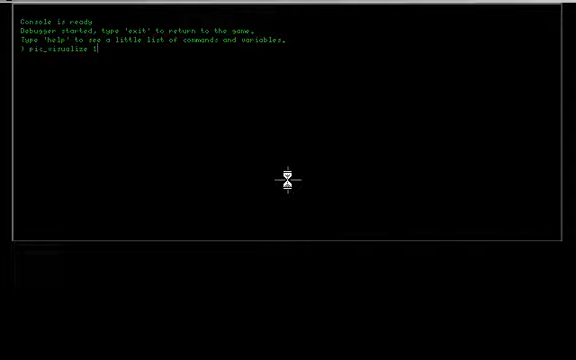 Console is ready
Debugger started, type 'exit' to return to the game.
Type 'help' to see a little list of commands and variables.
) pic_visualize 1